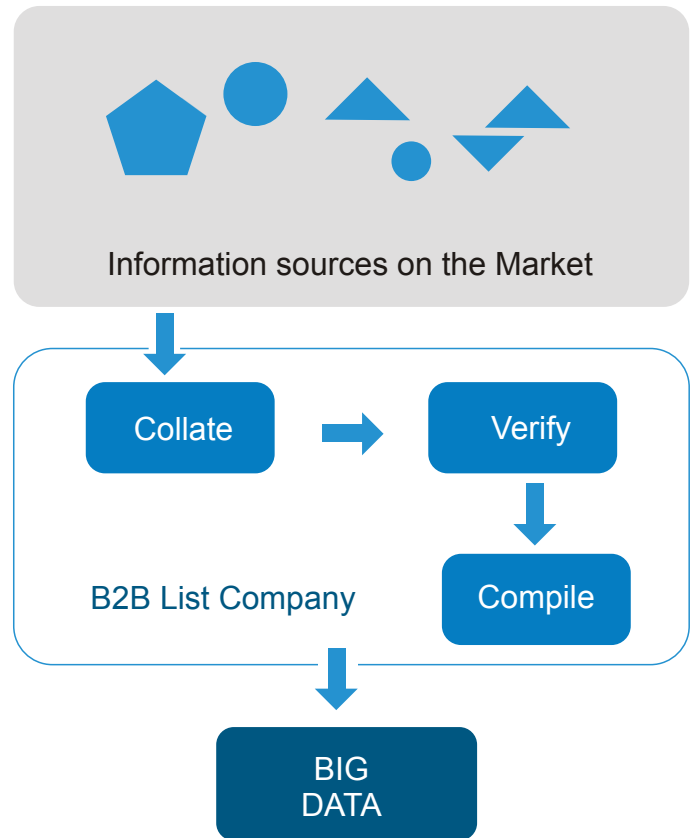 Information sources on the Market
Collate
Verify
B2B List Company
Compile
BIG
DATA